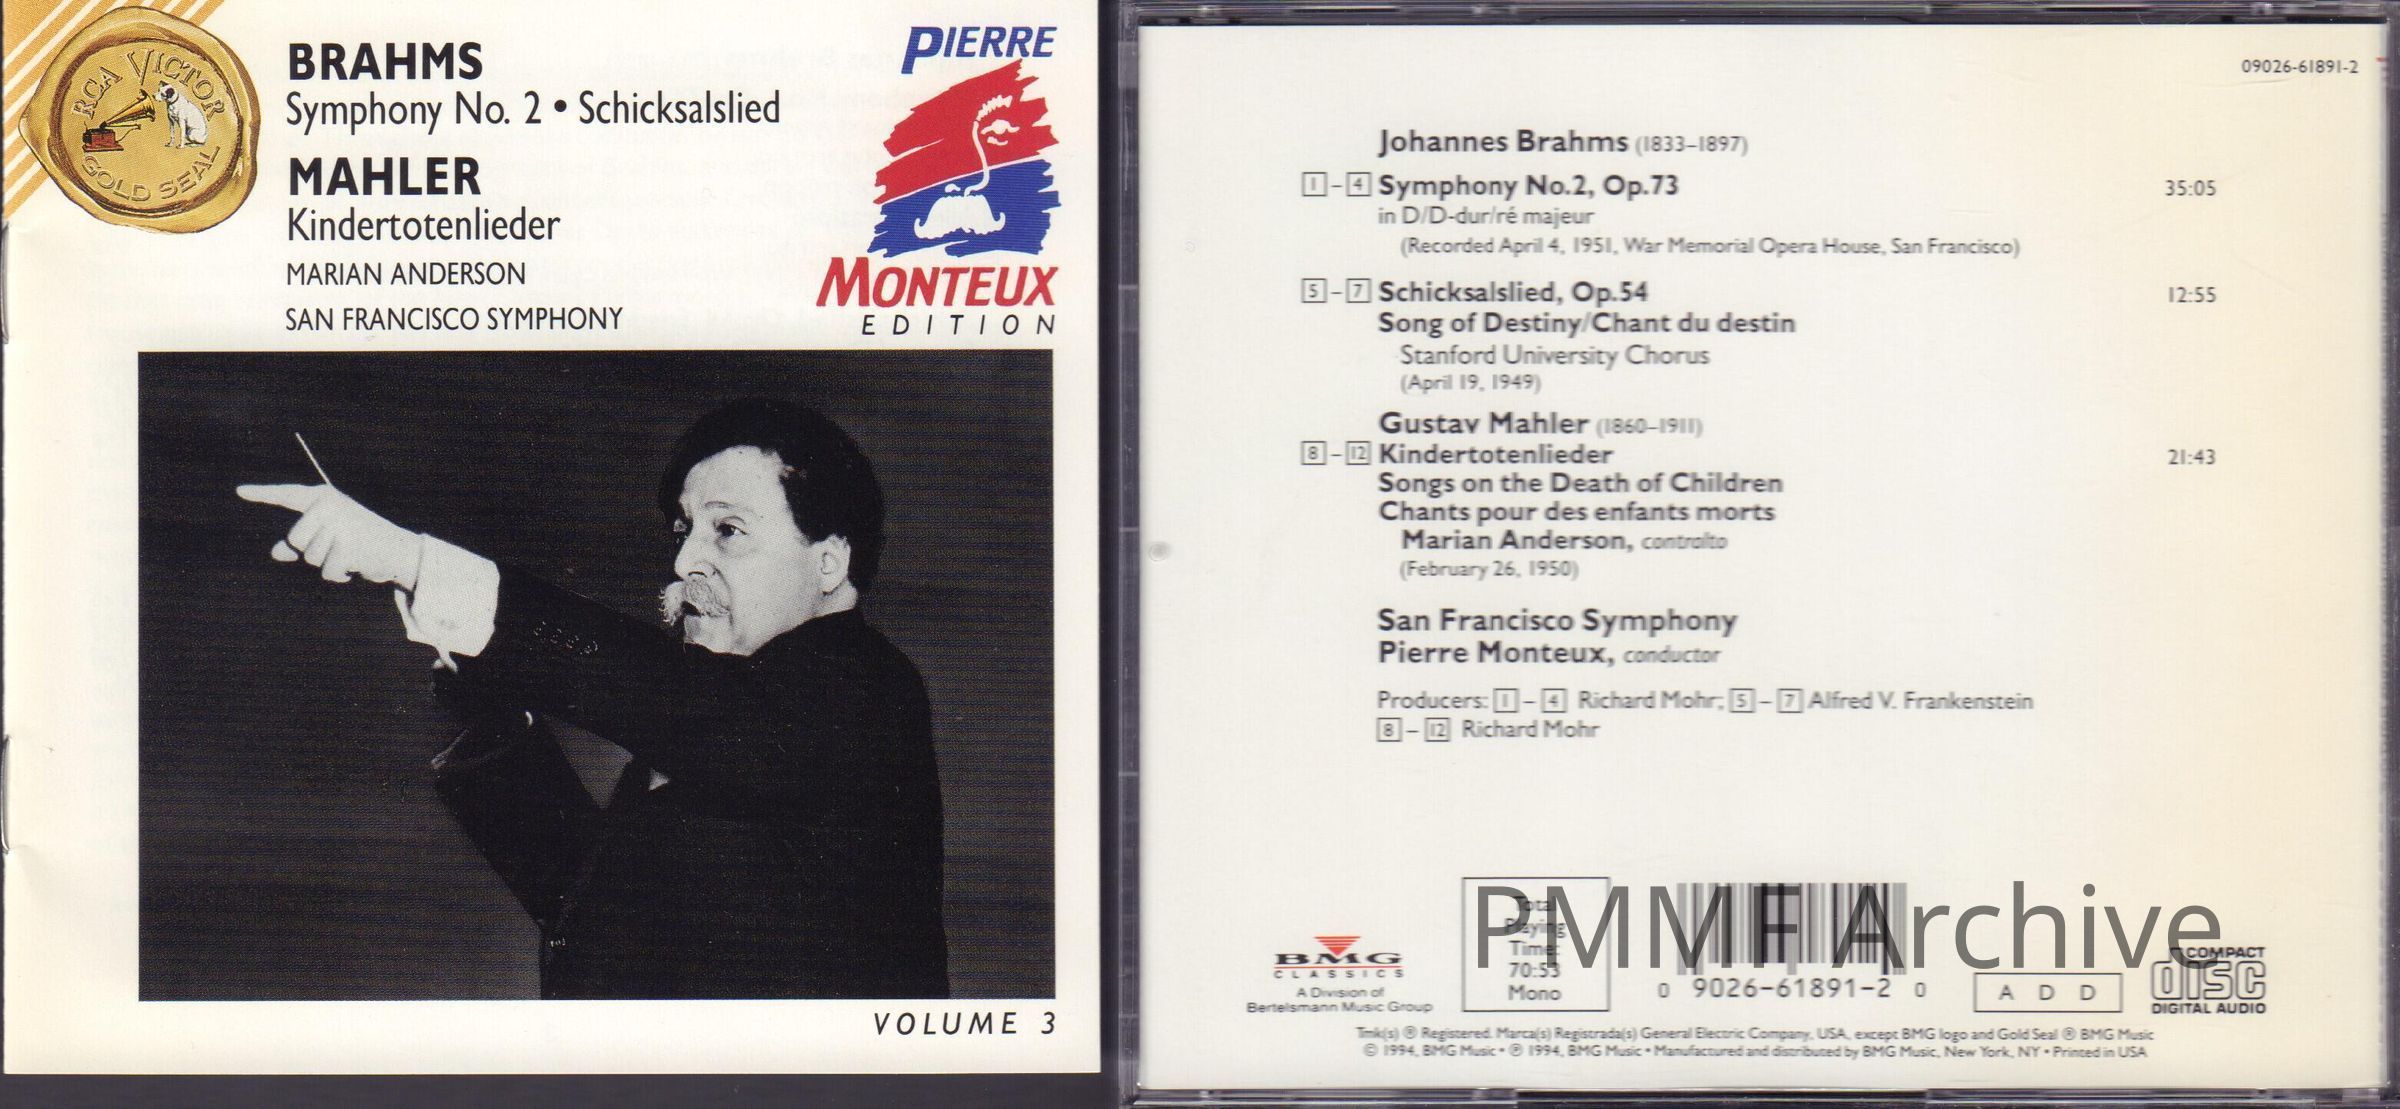 RCA VICTOR
GOLD SEAL
BRAHMS
Symphony No. 2 • Schicksalslied
MAHLER
Kindertotenlieder
MARIAN ANDERSON
SAN FRANCISCO SYMPHONY
PIERRE
MONTEUX
EDITION
VOLUME 3
09026-61891-2
Johannes Brahms (1833–1897)
1 – 4 Symphony No.2, Op.73 35:05
in D/D-dur/ré majeur
(Recorded April 4, 1951, War Memorial Opera House, San Francisco)
5 – 7 Schicksalslied, Op.54 12:55
Song of Destiny/Chant du destin
Stanford University Chorus
(April 19, 1949)
Gustav Mahler (1860–1911)
8 – 12 Kindertotenlieder 21:43
Songs on the Death of Children
Chants pour des enfants morts
Marian Anderson, contralto
(February 26, 1950)
San Francisco Symphony
Pierre Monteux, conductor
Producers: 1 – 4 Richard Mohr; 5 – 7 Alfred V. Frankenstein
8 – 12 Richard Mohr
BMG
CLASSICS
A Division of
Bertelsmann Music Group
Total
Playing
Time:
70:53
Mono
PMMF Archive
0 9026-61891-2 0
A D D
COMPACT
disc
DIGITAL AUDIO
Tmk(s) ® Registered. Marca(s) Registrada(s) General Electric Company, USA, except BMG logo and Gold Seal ® BMG Music
© 1994, BMG Music • ℗ 1994, BMG Music • Manufactured and distributed by BMG Music, New York, NY • Printed in USA